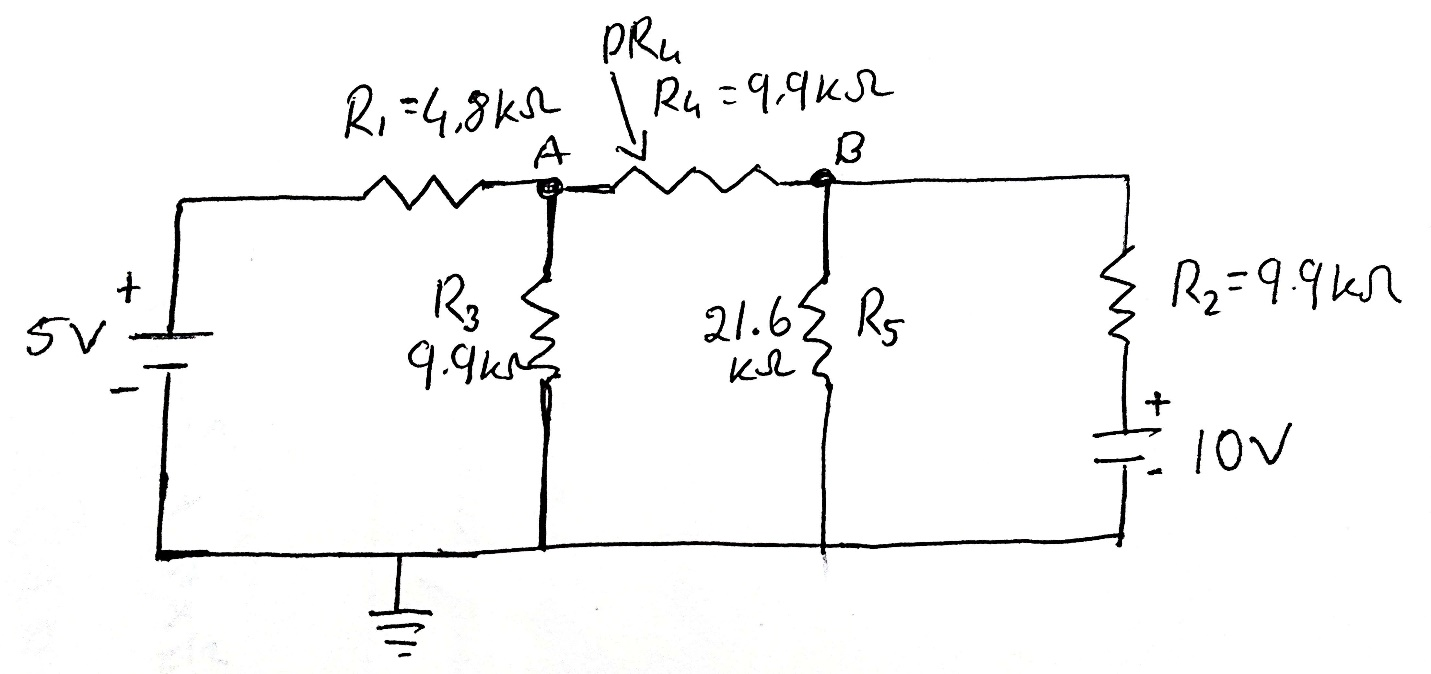 PR₄
R₁=4.8kΩ
R₄=9.9kΩ
A
B
+
5V
-
R₃
9.9kΩ
21.6
kΩ
R₅
R₂=9.9kΩ
+
10V
-